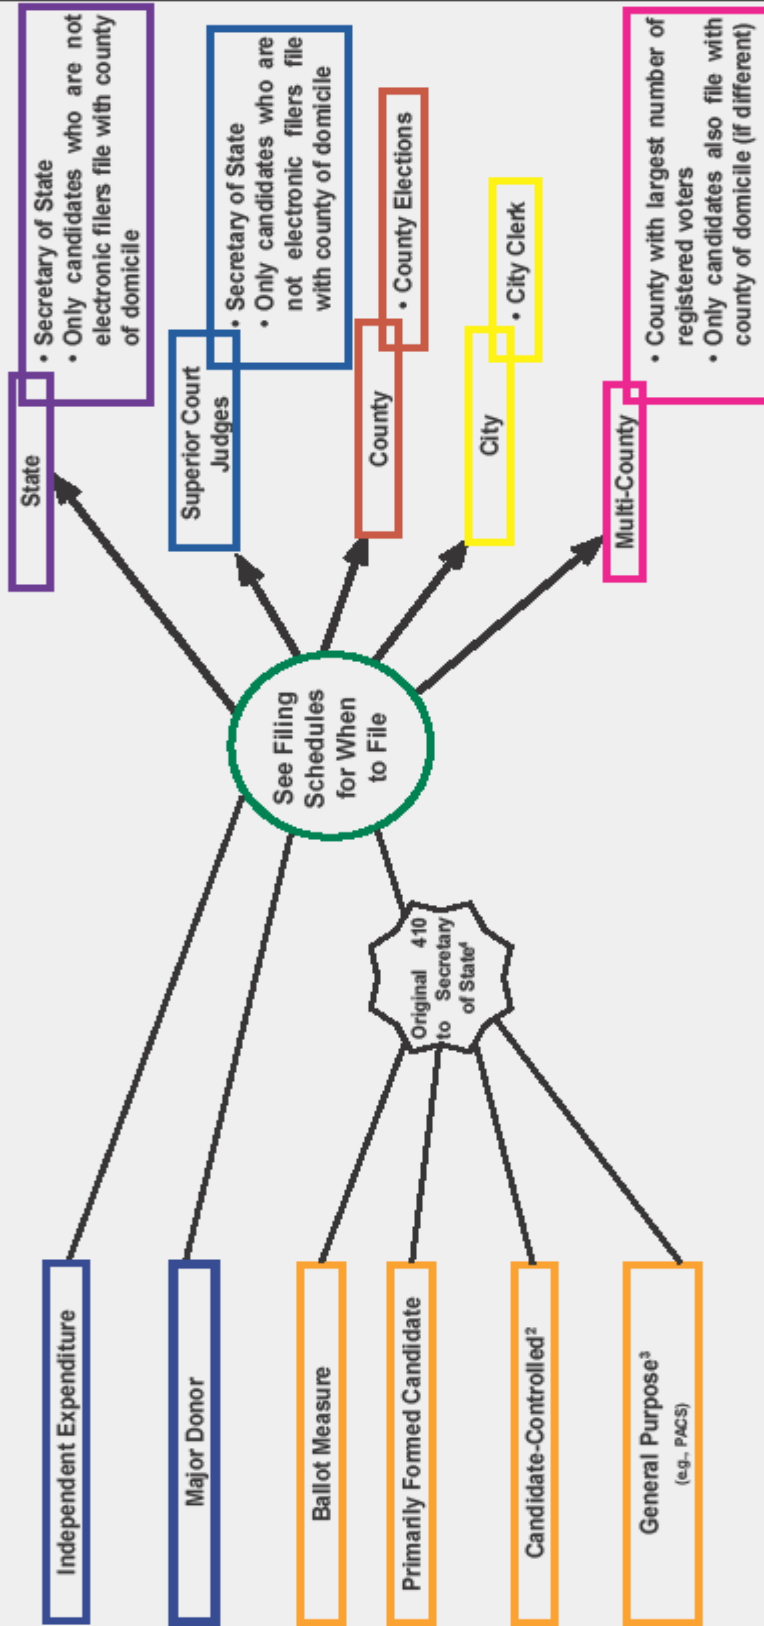 Independent Expenditure
Major Donor
Ballot Measure
Primarily Formed Candidate
Candidate-Controlled²
General Purpose³
(e.g., PACS)
Original 410
to Secretary
of State⁴
See Filing
Schedules
for When
to File
State
• Secretary of State
• Only candidates who are not
electronic filers file with county
of domicile
Superior Court
Judges
• Secretary of State
• Only candidates who are
not electronic filers file
with county of domicile
County
• County Elections
City
• City Clerk
Multi-County
• County with largest number of
registered voters
• Only candidates also file with
county of domicile (if different)